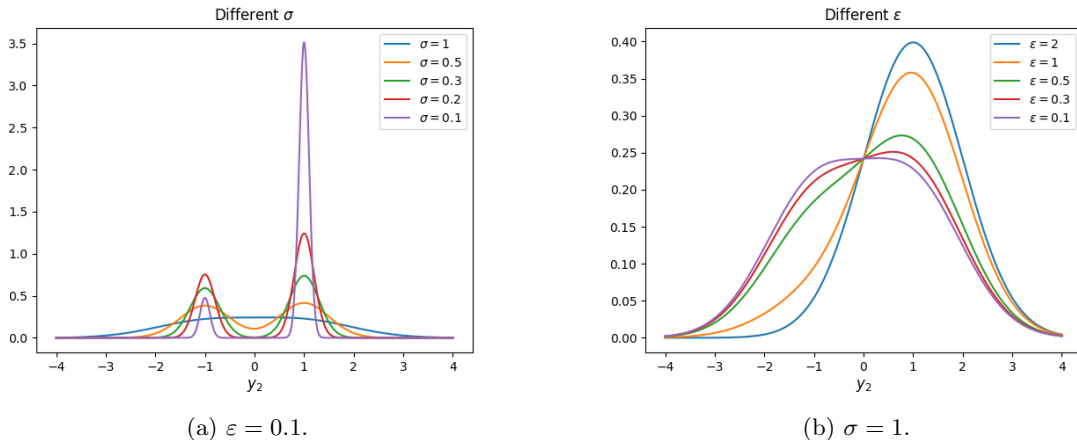 Different σ
3.5
3.0
2.5
2.0
1.5
1.0
0.5
0.0
σ = 1
σ = 0.5
σ = 0.3
σ = 0.2
σ = 0.1
−4 −3 −2 −1 0 1 2 3 4
y₂
(a) ε = 0.1.
Different ε
0.40
0.35
0.30
0.25
0.20
0.15
0.10
0.05
0.00
ε = 2
ε = 1
ε = 0.5
ε = 0.3
ε = 0.1
−4 −3 −2 −1 0 1 2 3 4
y₂
(b) σ = 1.